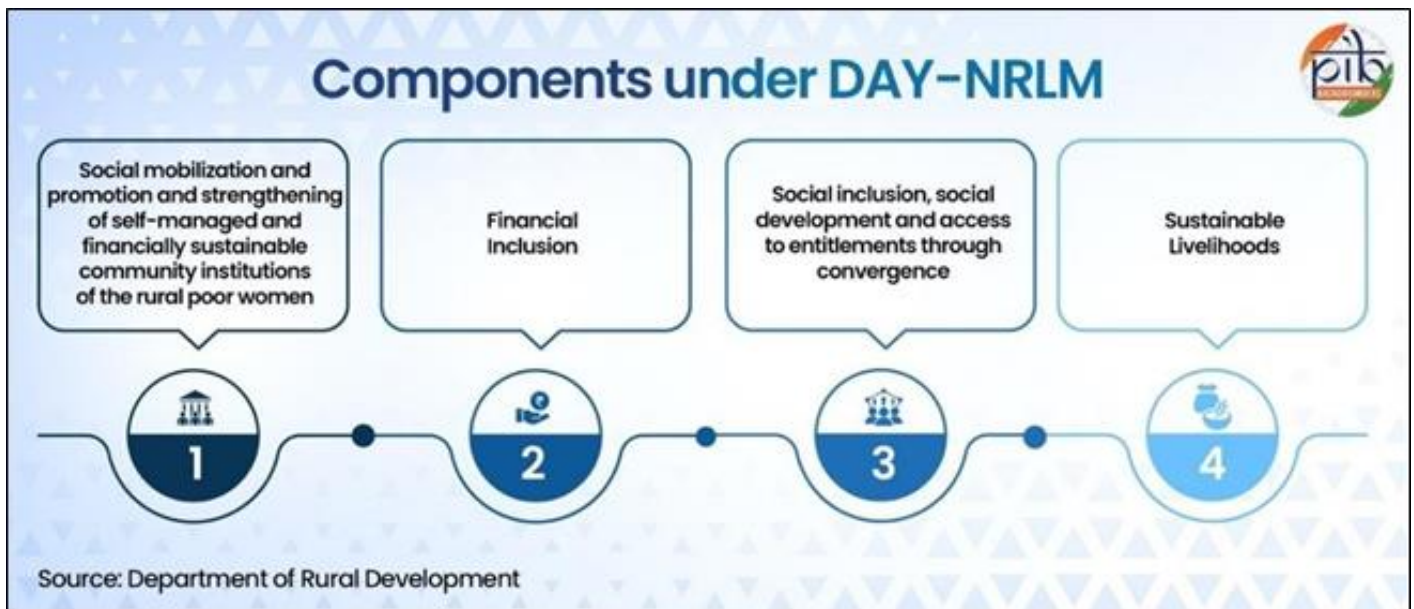 Components under DAY-NRLM
pib
Social mobilization and
promotion and strengthening
of self-managed and
financially sustainable
community institutions
of the rural poor women
Financial
Inclusion
Social inclusion, social
development and access
to entitlements through
convergence
Sustainable
Livelihoods
1
2
3
4
Source: Department of Rural Development